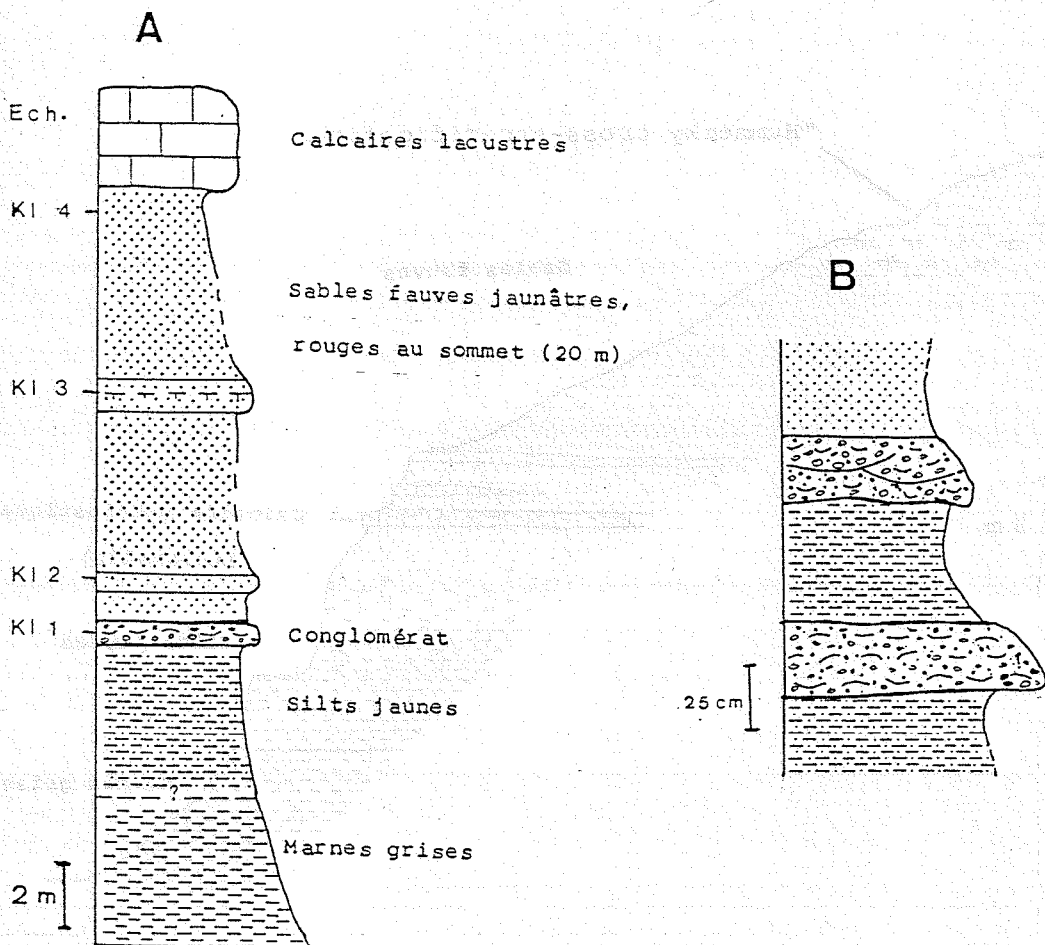 A
Ech.
Calcaires lacustres
Kl 4
Sables fauves jaunâtres,
rouges au sommet (20 m)
Kl 3
Kl 2
Kl 1
Conglomérat
Silts jaunes
?
Marnes grises
2 m
B
25 cm